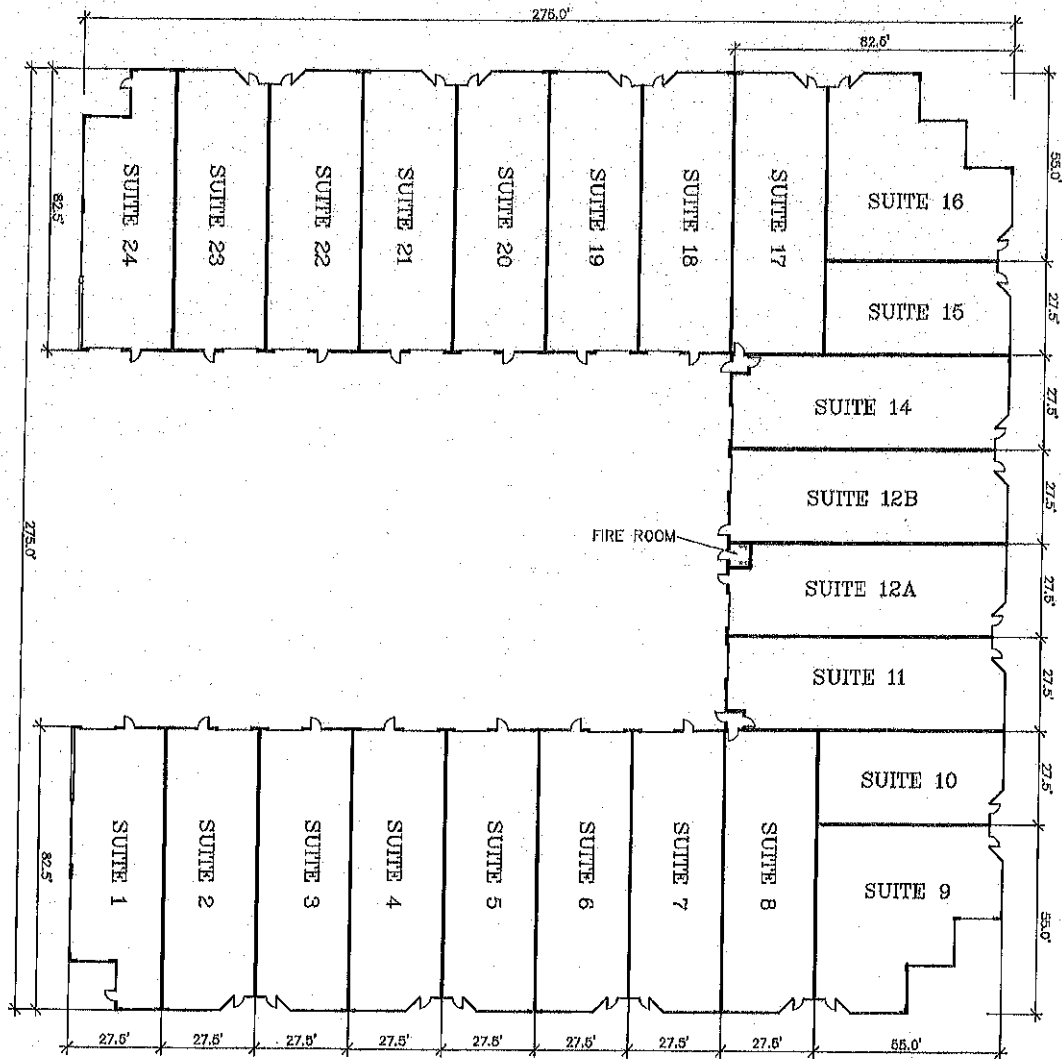 275.0'
82.5'
SUITE 24
SUITE 23
SUITE 22
SUITE 21
SUITE 20
SUITE 19
SUITE 18
SUITE 17
SUITE 16
SUITE 15
SUITE 14
SUITE 12B
FIRE ROOM
SUITE 12A
SUITE 11
SUITE 10
SUITE 9
SUITE 1
SUITE 2
SUITE 3
SUITE 4
SUITE 5
SUITE 6
SUITE 7
SUITE 8
82.5'
275.0'
82.5'
55.0'
27.5'
27.5'
27.5'
27.5'
27.5'
27.5'
55.0'
27.5'
27.5'
27.5'
27.5'
27.5'
27.5'
27.5'
27.5'
55.0'